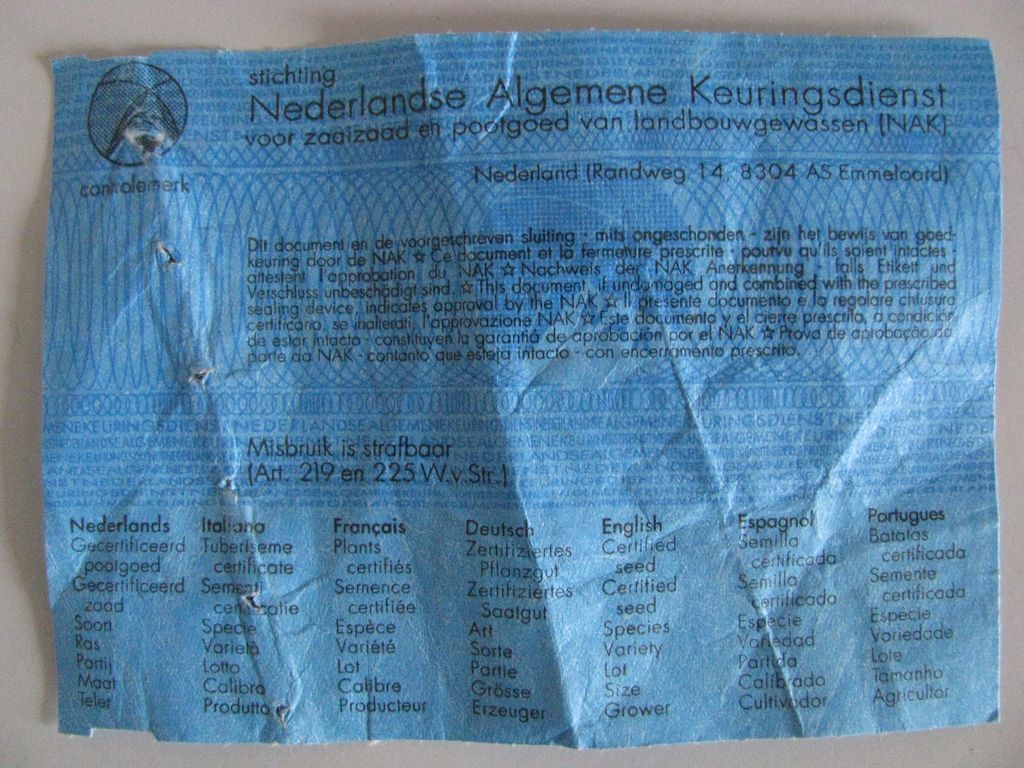 stichting
Nederlandse Algemene Keuringsdienst
voor zaaizaad en pootgoed van landbouwgewassen (NAK)
controlemerk
Nederland (Randweg 14, 8304 AS Emmeloord)
Dit document en de voorgeschreven sluiting - mits ongeschonden - zijn het bewijs van goed-
keuring door de NAK ☆ Ce document et la fermeture prescrite - pourvu qu'ils soient intactes -
attestent l'approbation du NAK ☆ Nachweis der NAK Anerkennung - falls Etikett und
Verschluss unbeschädigt sind. ☆ This document, if undamaged and combined with the prescribed
sealing device, indicates approval by the NAK ☆ Il presente documento e la regolare chiusura
certificano, se inalterati, l'approvazione NAK ☆ Este documento y el cierre prescrito, a condición
de estar intacto - constituyen la garantia de aprobación por el NAK ☆ Prova de aprobação da
parte da NAK - contanto que esteja intacto - con encerramento prescrito.
Misbruik is strafbaar
(Art. 219 en 225 W.v.Str.)
Nederlands Italiano Français Deutsch English Espagnol Portugues
Gecertificeerd Tuberiseme Plants Zertifiziertes Certified Semilla Batatas
pootgoed certificate certifiés Pflanzgut seed certificada certificada
Gecertificeerd Sementi Semence Zertifiziertes Certified Semilla Semente
zaad certifiée Saatgut seed certificada certificada
Soort Specie Espèce Art Species Especie Espécie
Ras Varietà Variété Sorte Variety Variedad Variedade
Partij Lotto Lot Partie Lot Partida Lote
Maat Calibro Calibre Grösse Size Calibrado Tamanho
Teler Produtto Producteur Erzeuger Grower Cultivador Agricultor